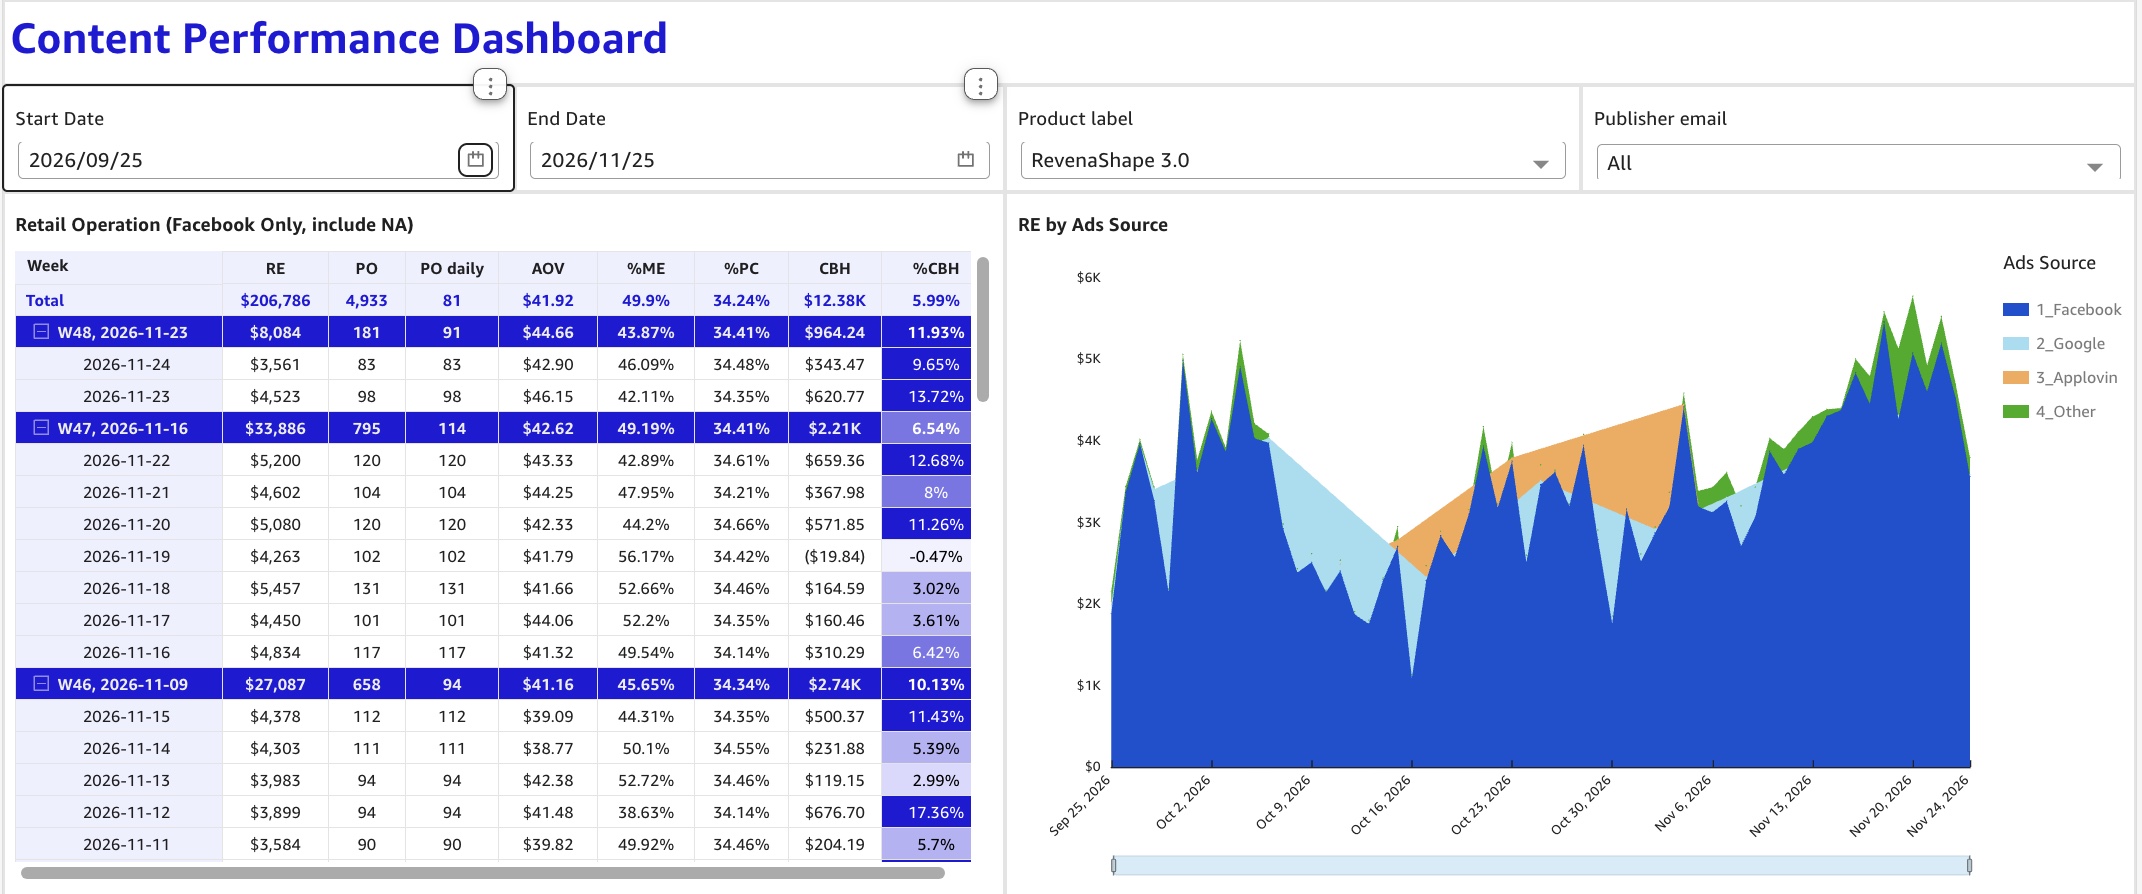 Content Performance Dashboard
Start Date
2026/09/25
End Date
2026/11/25
Product label
RevenaShape 3.0
Publisher email
All
Retail Operation (Facebook Only, include NA)
Week RE PO PO daily AOV %ME %PC CBH %CBH
Total $206,786 4,933 81 $41.92 49.9% 34.24% $12.38K 5.99%
W48, 2026-11-23 $8,084 181 91 $44.66 43.87% 34.41% $964.24 11.93%
2026-11-24 $3,561 83 83 $42.90 46.09% 34.48% $343.47 9.65%
2026-11-23 $4,523 98 98 $46.15 42.11% 34.35% $620.77 13.72%
W47, 2026-11-16 $33,886 795 114 $42.62 49.19% 34.41% $2.21K 6.54%
2026-11-22 $5,200 120 120 $43.33 42.89% 34.61% $659.36 12.68%
2026-11-21 $4,602 104 104 $44.25 47.95% 34.21% $367.98 8%
2026-11-20 $5,080 120 120 $42.33 44.2% 34.66% $571.85 11.26%
2026-11-19 $4,263 102 102 $41.79 56.17% 34.42% ($19.84) -0.47%
2026-11-18 $5,457 131 131 $41.66 52.66% 34.46% $164.59 3.02%
2026-11-17 $4,450 101 101 $44.06 52.2% 34.35% $160.46 3.61%
2026-11-16 $4,834 117 117 $41.32 49.54% 34.14% $310.29 6.42%
W46, 2026-11-09 $27,087 658 94 $41.16 45.65% 34.34% $2.74K 10.13%
2026-11-15 $4,378 112 112 $39.09 44.31% 34.35% $500.37 11.43%
2026-11-14 $4,303 111 111 $38.77 50.1% 34.55% $231.88 5.39%
2026-11-13 $3,983 94 94 $42.38 52.72% 34.46% $119.15 2.99%
2026-11-12 $3,899 94 94 $41.48 38.63% 34.14% $676.70 17.36%
2026-11-11 $3,584 90 90 $39.82 49.92% 34.46% $204.19 5.7%
RE by Ads Source
$6K
$5K
$4K
$3K
$2K
$1K
$0
Sep 25, 2026
Oct 2, 2026
Oct 9, 2026
Oct 16, 2026
Oct 23, 2026
Oct 30, 2026
Nov 6, 2026
Nov 13, 2026
Nov 20, 2026
Nov 24, 2026
Ads Source
1_Facebook
2_Google
3_Applovin
4_Other